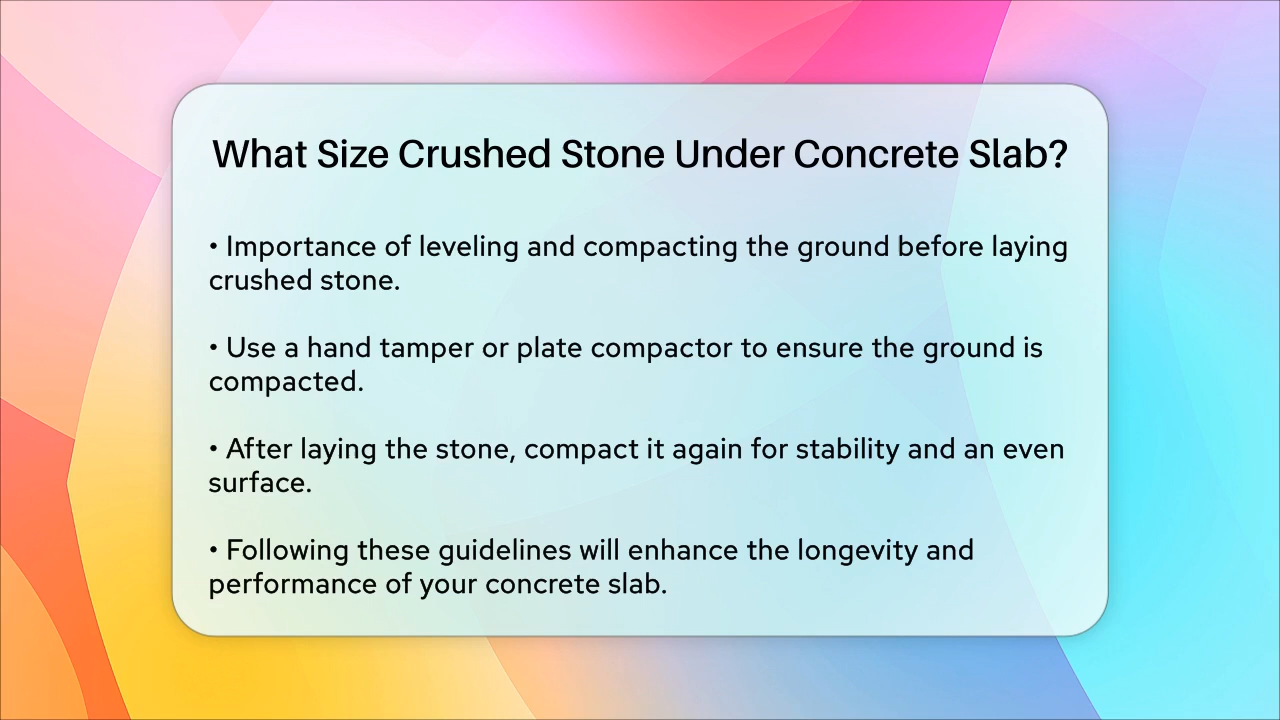 What Size Crushed Stone Under Concrete Slab?
• Importance of leveling and compacting the ground before laying
crushed stone.
• Use a hand tamper or plate compactor to ensure the ground is
compacted.
• After laying the stone, compact it again for stability and an even
surface.
• Following these guidelines will enhance the longevity and
performance of your concrete slab.